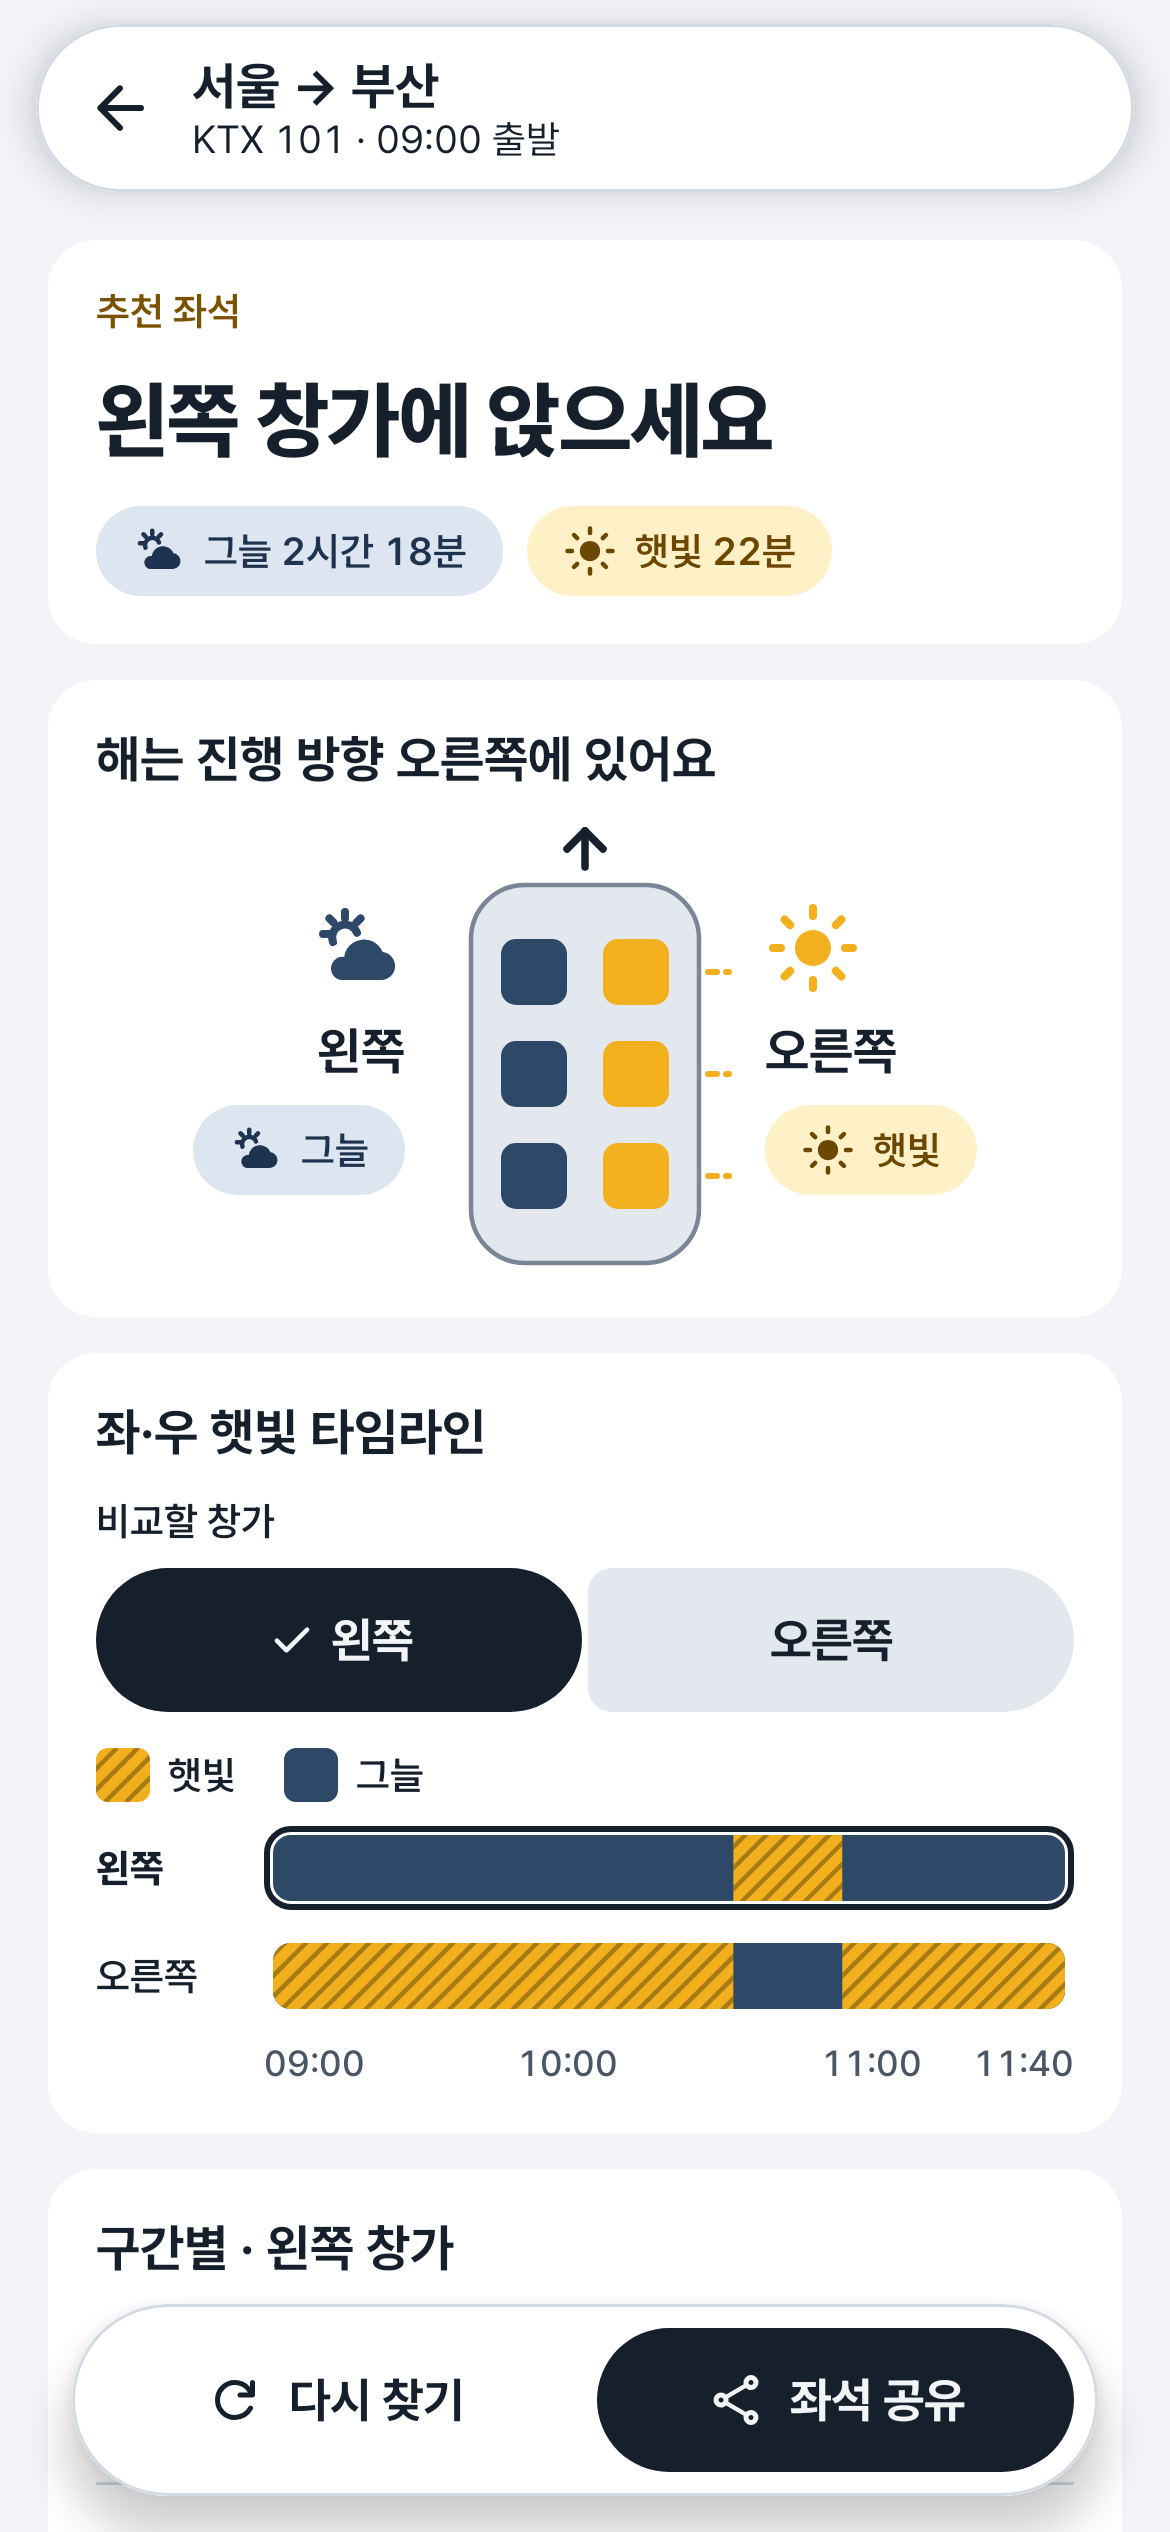 서울 → 부산
KTX 101 · 09:00 출발
추천 좌석
왼쪽 창가에 앉으세요
그늘 2시간 18분
햇빛 22분
해는 진행 방향 오른쪽에 있어요
왼쪽
오른쪽
그늘
햇빛
좌·우 햇빛 타임라인
비교할 창가
왼쪽
오른쪽
햇빛
그늘
왼쪽
오른쪽
09:00 10:00 11:00 11:40
구간별 · 왼쪽 창가
다시 찾기
좌석 공유